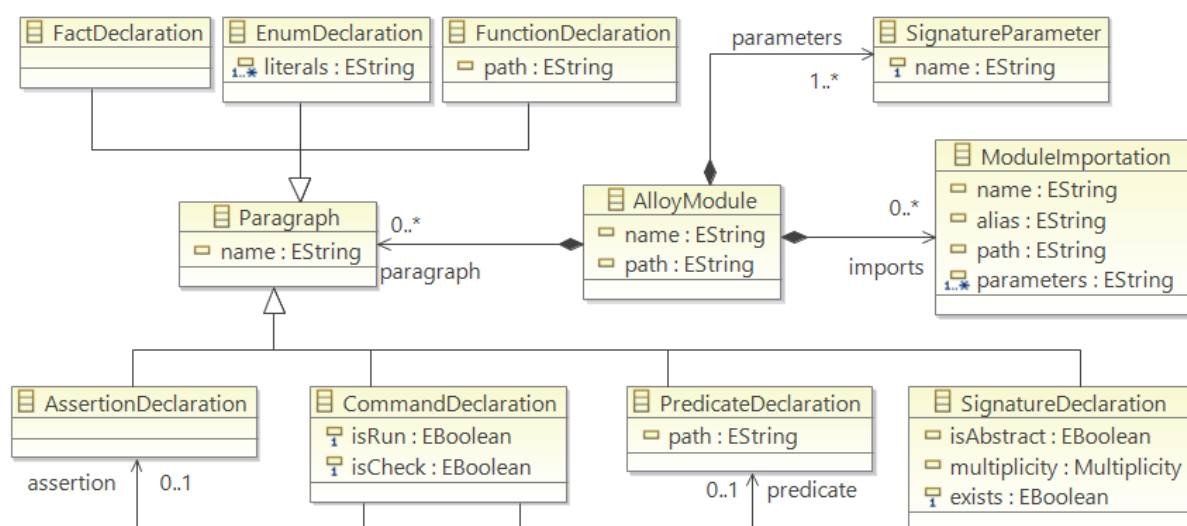 FactDeclaration
EnumDeclaration
1..* literals : EString
FunctionDeclaration
path : EString
parameters
1..*
SignatureParameter
1 name : EString
Paragraph
name : EString
0..*
paragraph
AlloyModule
name : EString
path : EString
0..*
imports
ModuleImportation
name : EString
alias : EString
path : EString
1..* parameters : EString
AssertionDeclaration
CommandDeclaration
1 isRun : EBoolean
1 isCheck : EBoolean
PredicateDeclaration
path : EString
SignatureDeclaration
isAbstract : EBoolean
multiplicity : Multiplicity
1 exists : EBoolean
assertion
0..1
0..1
predicate